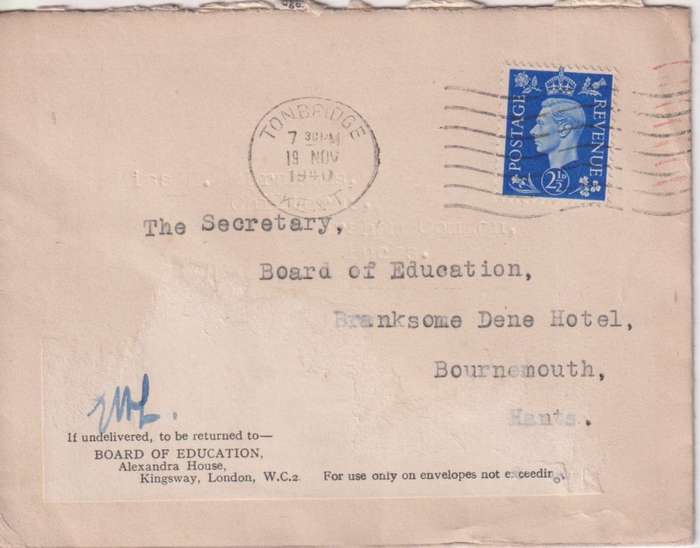 TONBRIDGE
7 30 PM
19 NOV
1940
KENT
POSTAGE
REVENUE
2½D
The Secretary,
Board of Education,
Branksome Dene Hotel,
Bournemouth,
Hants.
If undelivered, to be returned to—
BOARD OF EDUCATION,
Alexandra House,
Kingsway, London, W.C.2.
For use only on envelopes not exceeding